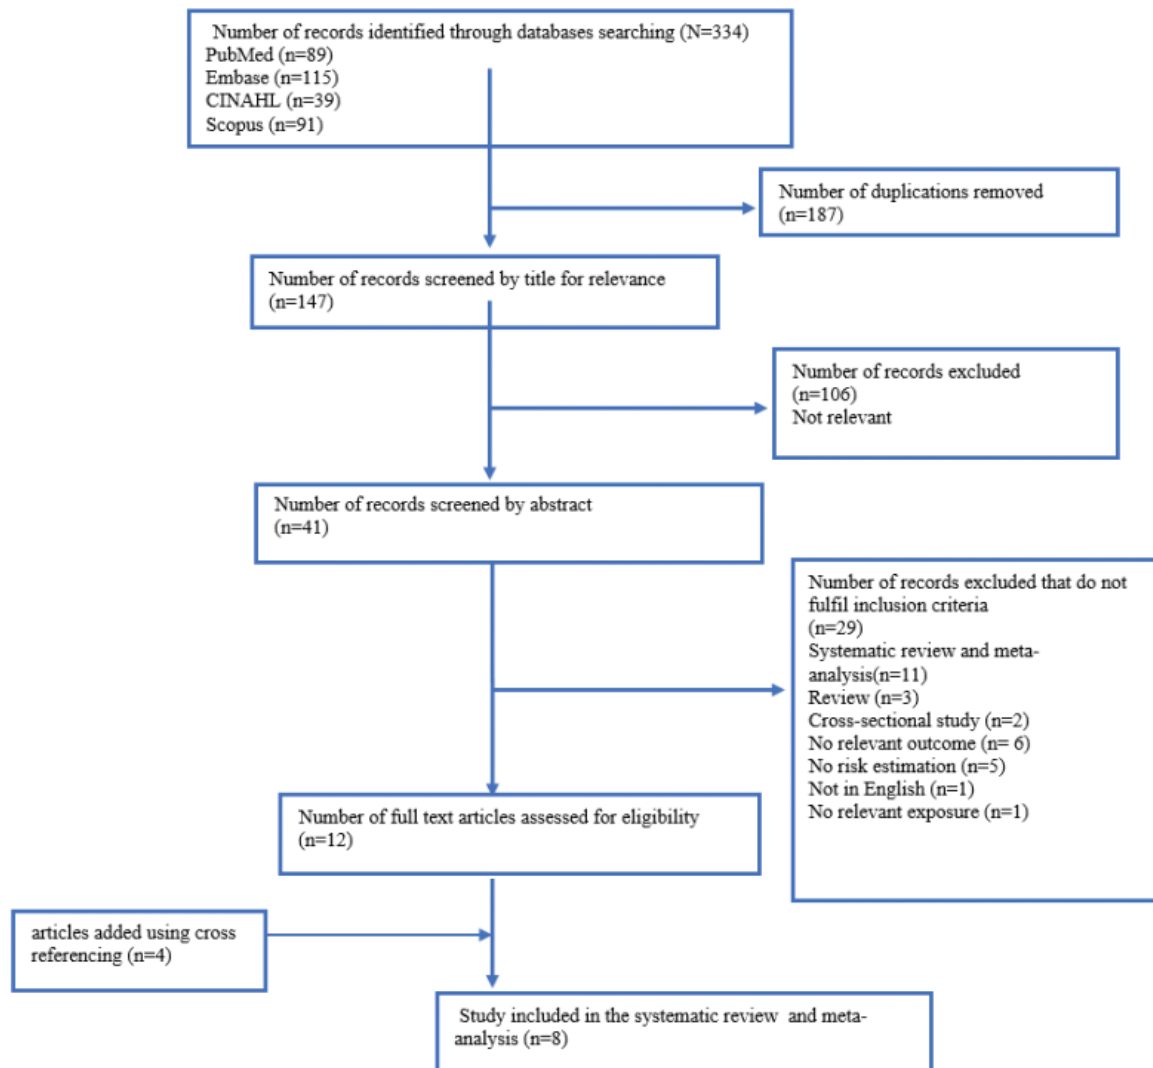 Number of records identified through databases searching (N=334)
PubMed (n=89)
Embase (n=115)
CINAHL (n=39)
Scopus (n=91)
Number of duplications removed
(n=187)
Number of records screened by title for relevance
(n=147)
Number of records excluded
(n=106)
Not relevant
Number of records screened by abstract
(n=41)
Number of records excluded that do not
fulfil inclusion criteria
(n=29)
Systematic review and meta-
analysis(n=11)
Review (n=3)
Cross-sectional study (n=2)
No relevant outcome (n= 6)
No risk estimation (n=5)
Not in English (n=1)
No relevant exposure (n=1)
Number of full text articles assessed for eligibility
(n=12)
articles added using cross
referencing (n=4)
Study included in the systematic review and meta-
analysis (n=8)